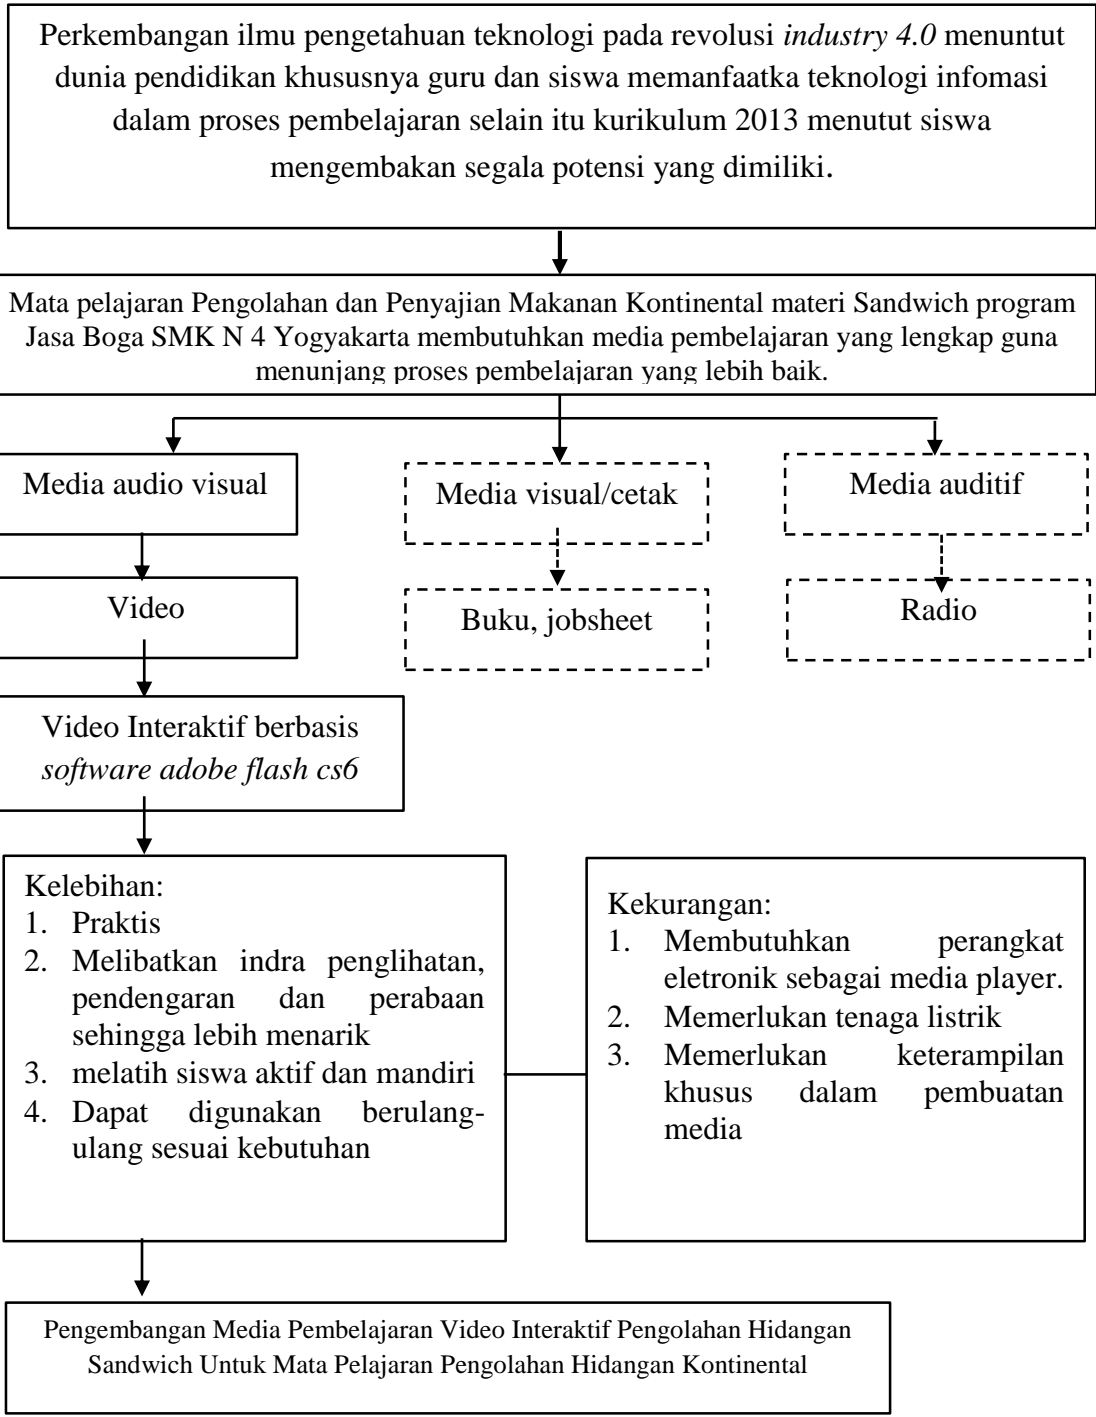 Perkembangan ilmu pengetahuan teknologi pada revolusi industry 4.0 menuntut
dunia pendidikan khususnya guru dan siswa memanfaatka teknologi infomasi
dalam proses pembelajaran selain itu kurikulum 2013 menutut siswa
mengembakan segala potensi yang dimiliki.
Mata pelajaran Pengolahan dan Penyajian Makanan Kontinental materi Sandwich program
Jasa Boga SMK N 4 Yogyakarta membutuhkan media pembelajaran yang lengkap guna
menunjang proses pembelajaran yang lebih baik.
Media audio visual
Media visual/cetak
Media auditif
Video
Buku, jobsheet
Radio
Video Interaktif berbasis
software adobe flash cs6
Kelebihan:
1. Praktis
2. Melibatkan indra penglihatan,
pendengaran dan perabaan
sehingga lebih menarik
3. melatih siswa aktif dan mandiri
4. Dapat digunakan berulang-
ulang sesuai kebutuhan
Kekurangan:
1. Membutuhkan perangkat
eletronik sebagai media player.
2. Memerlukan tenaga listrik
3. Memerlukan keterampilan
khusus dalam pembuatan
media
Pengembangan Media Pembelajaran Video Interaktif Pengolahan Hidangan
Sandwich Untuk Mata Pelajaran Pengolahan Hidangan Kontinental